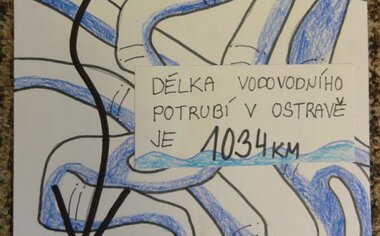 DÉLKA VODOVODNÍHO
POTRUBÍ V OSTRAVĚ
JE 1034 KM